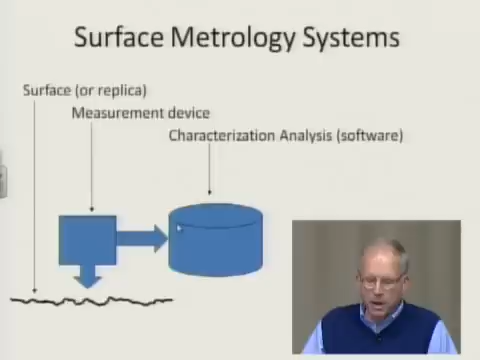 Surface Metrology Systems
Surface (or replica)
Measurement device
Characterization Analysis (software)